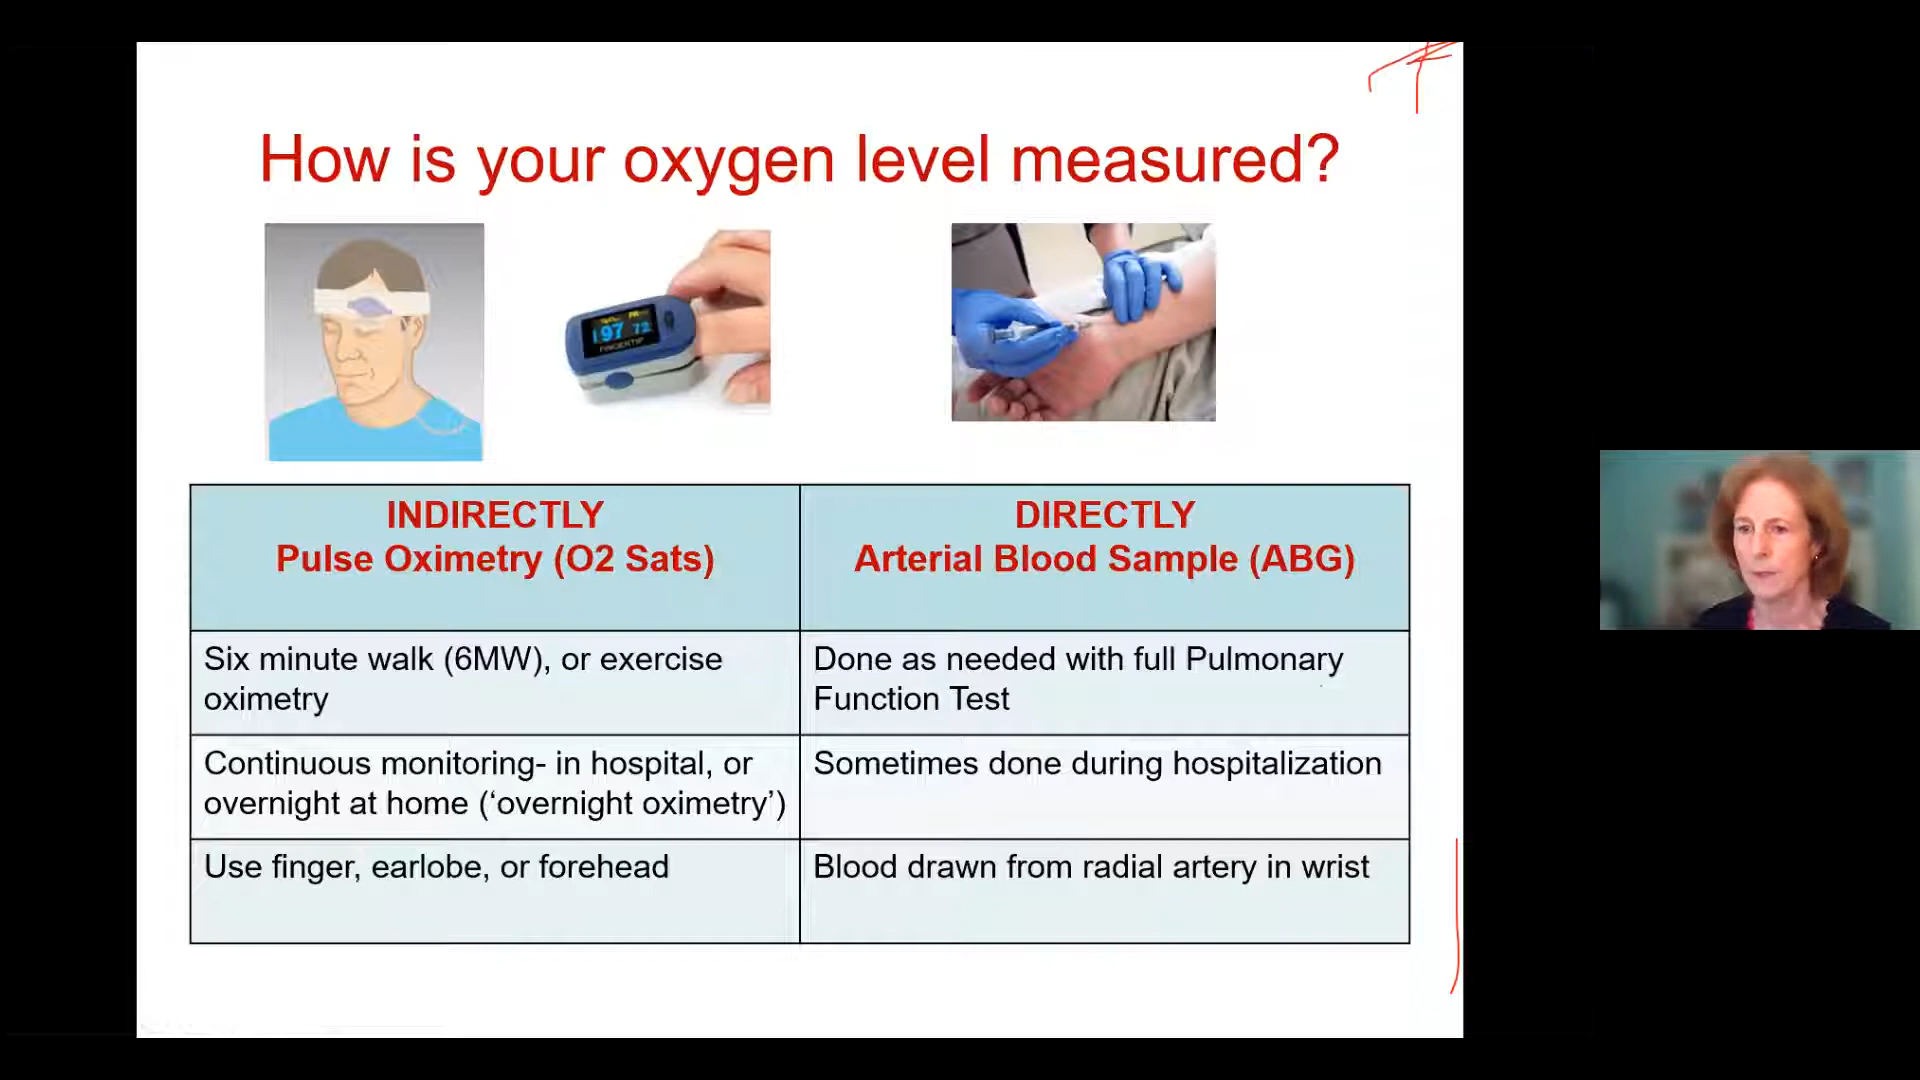 How is your oxygen level measured?
97 72
FINGERTIP
INDIRECTLY
Pulse Oximetry (O2 Sats)
DIRECTLY
Arterial Blood Sample (ABG)
Six minute walk (6MW), or exercise
oximetry
Done as needed with full Pulmonary
Function Test
Continuous monitoring- in hospital, or
overnight at home (‘overnight oximetry’)
Sometimes done during hospitalization
Use finger, earlobe, or forehead
Blood drawn from radial artery in wrist